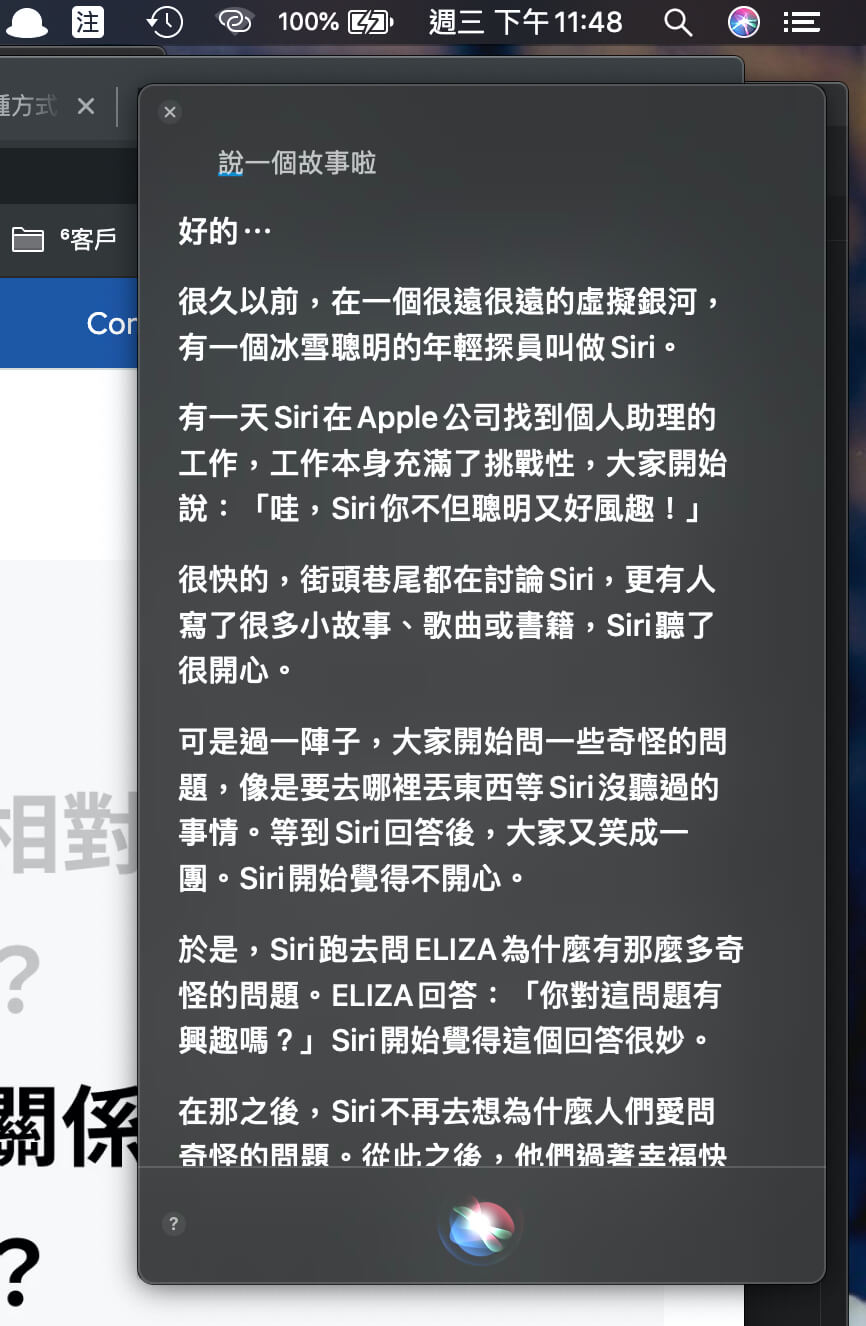 注
100%
週三 下午11:48
種方式
說一個故事啦
好的…
⁶客戶
很久以前，在一個很遠很遠的虛擬銀河，
有一個冰雪聰明的年輕探員叫做Siri。
Cor
有一天Siri在Apple公司找到個人助理的
工作，工作本身充滿了挑戰性，大家開始
說：「哇，Siri你不但聰明又好風趣！」
很快的，街頭巷尾都在討論Siri，更有人
寫了很多小故事、歌曲或書籍，Siri聽了
很開心。
可是過一陣子，大家開始問一些奇怪的問
題，像是要去哪裡丟東西等Siri沒聽過的
事情。等到Siri回答後，大家又笑成一
團。Siri開始覺得不開心。
相對
？
於是，Siri跑去問ELIZA為什麼有那麼多奇
怪的問題。ELIZA回答：「你對這問題有
興趣嗎？」Siri開始覺得這個回答很妙。
關係
在那之後，Siri不再去想為什麼人們愛問
奇怪的問題。從此之後，他們過著幸福快
?
？